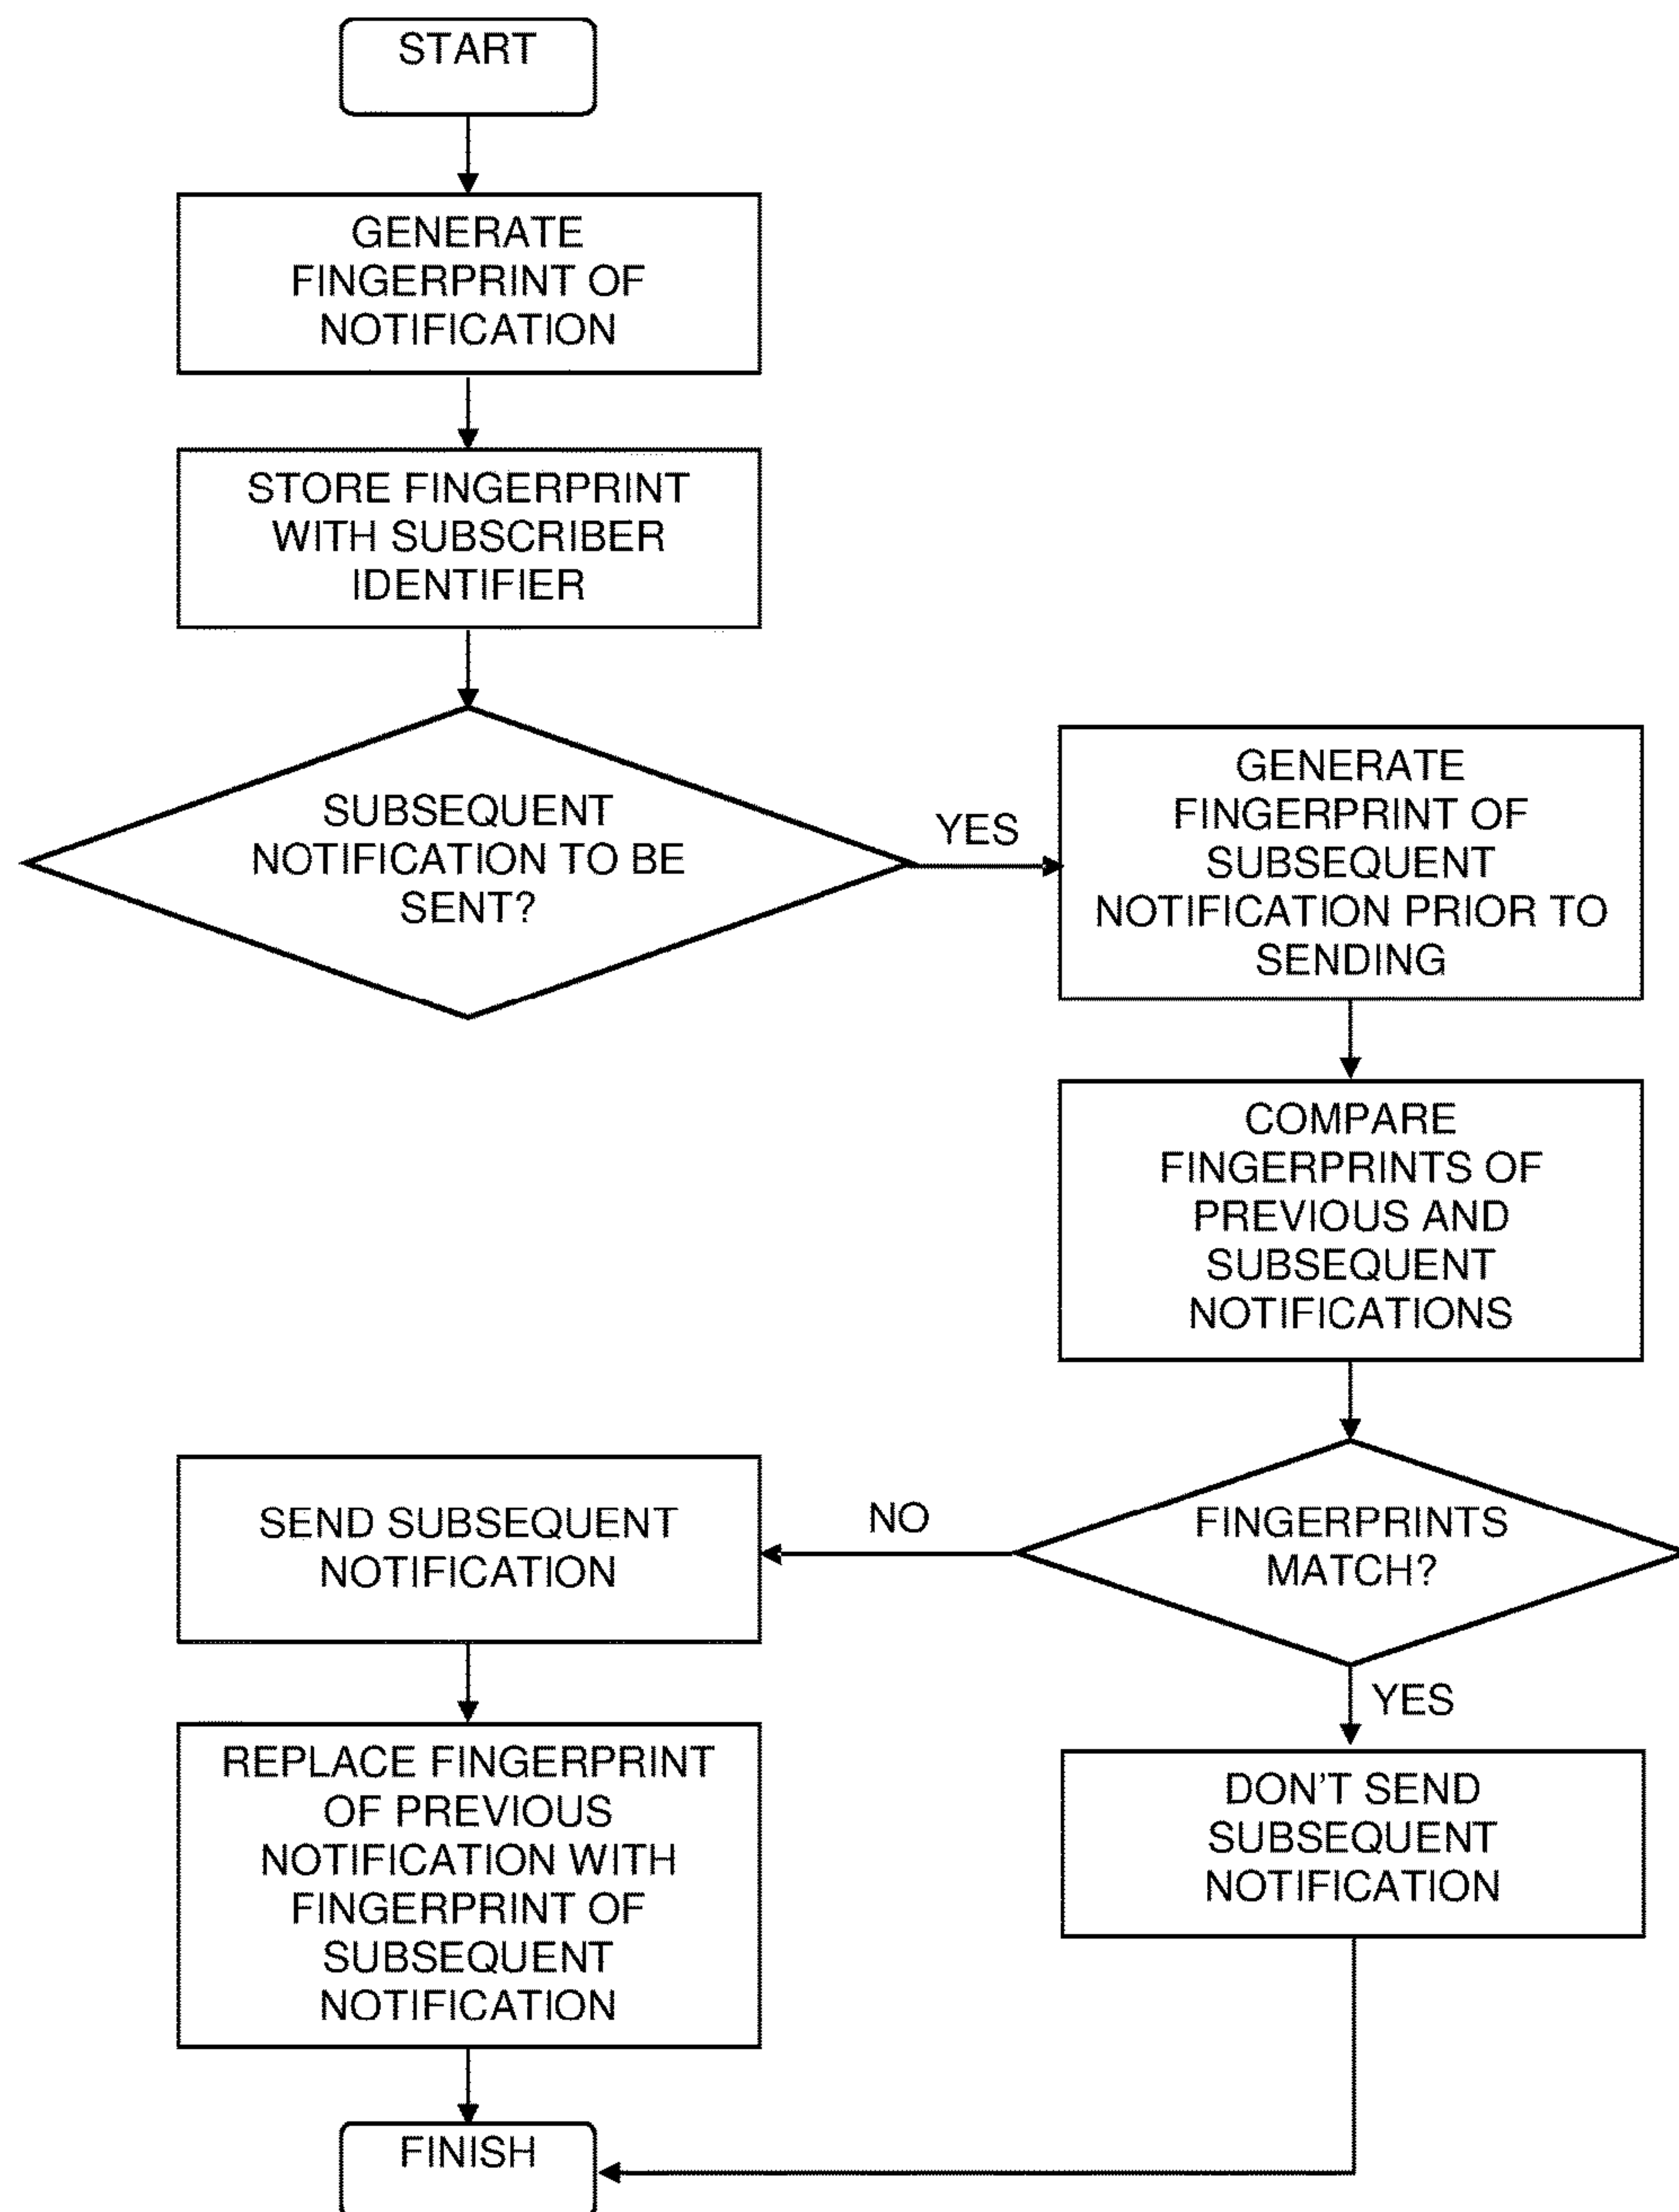 START
GENERATE
FINGERPRINT OF
NOTIFICATION
STORE FINGERPRINT
WITH SUBSCRIBER
IDENTIFIER
SUBSEQUENT
NOTIFICATION TO BE
SENT?
YES
GENERATE
FINGERPRINT OF
SUBSEQUENT
NOTIFICATION PRIOR TO
SENDING
COMPARE
FINGERPRINTS OF
PREVIOUS AND
SUBSEQUENT
NOTIFICATIONS
FINGERPRINTS
MATCH?
NO
SEND SUBSEQUENT
NOTIFICATION
REPLACE FINGERPRINT
OF PREVIOUS
NOTIFICATION WITH
FINGERPRINT OF
SUBSEQUENT
NOTIFICATION
YES
DON'T SEND
SUBSEQUENT
NOTIFICATION
FINISH